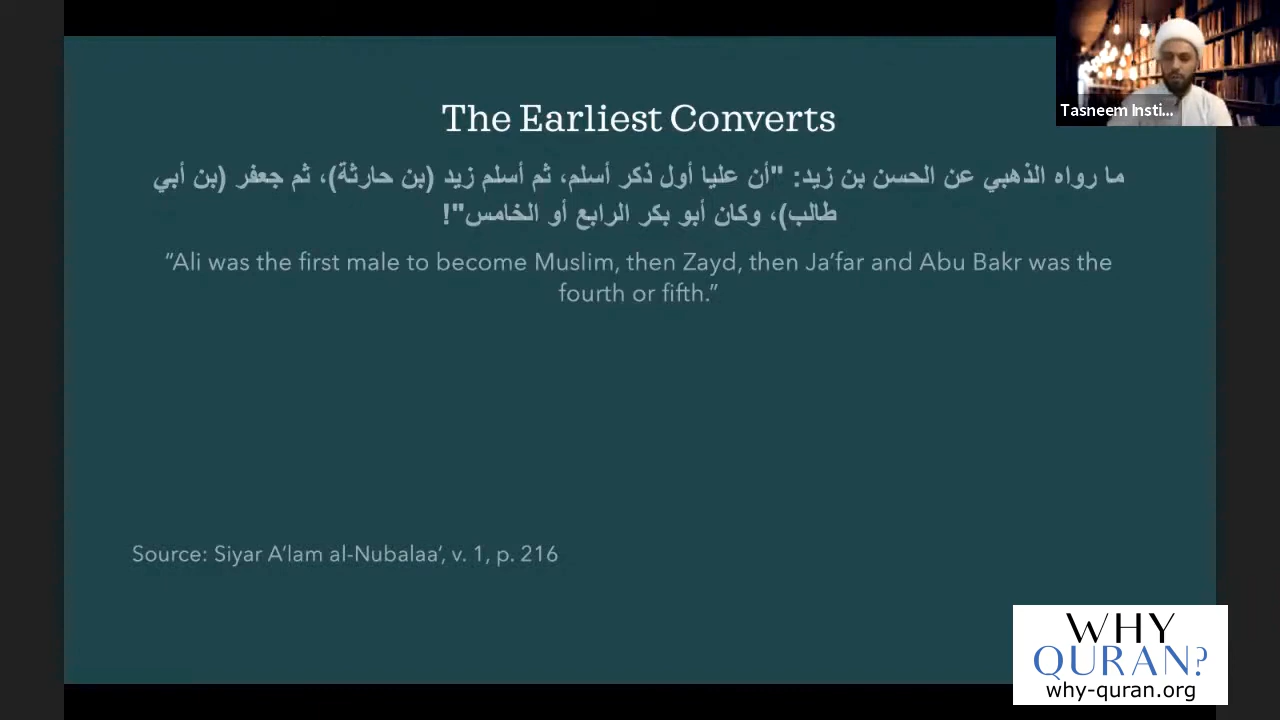 The Earliest Converts
ما رواه الذهبي عن الحسن بن زيد: "أن عليا أول ذكر أسلم، ثم أسلم زيد (بن حارثة)، ثم جعفر (بن أبي
طالب)، وكان أبو بكر الرابع أو الخامس"!
“Ali was the first male to become Muslim, then Zayd, then Ja’far and Abu Bakr was the
fourth or fifth.”
Source: Siyar A’lam al-Nubalaa’, v. 1, p. 216
Tasneem Insti...
WHY
QURAN?
why-quran.org